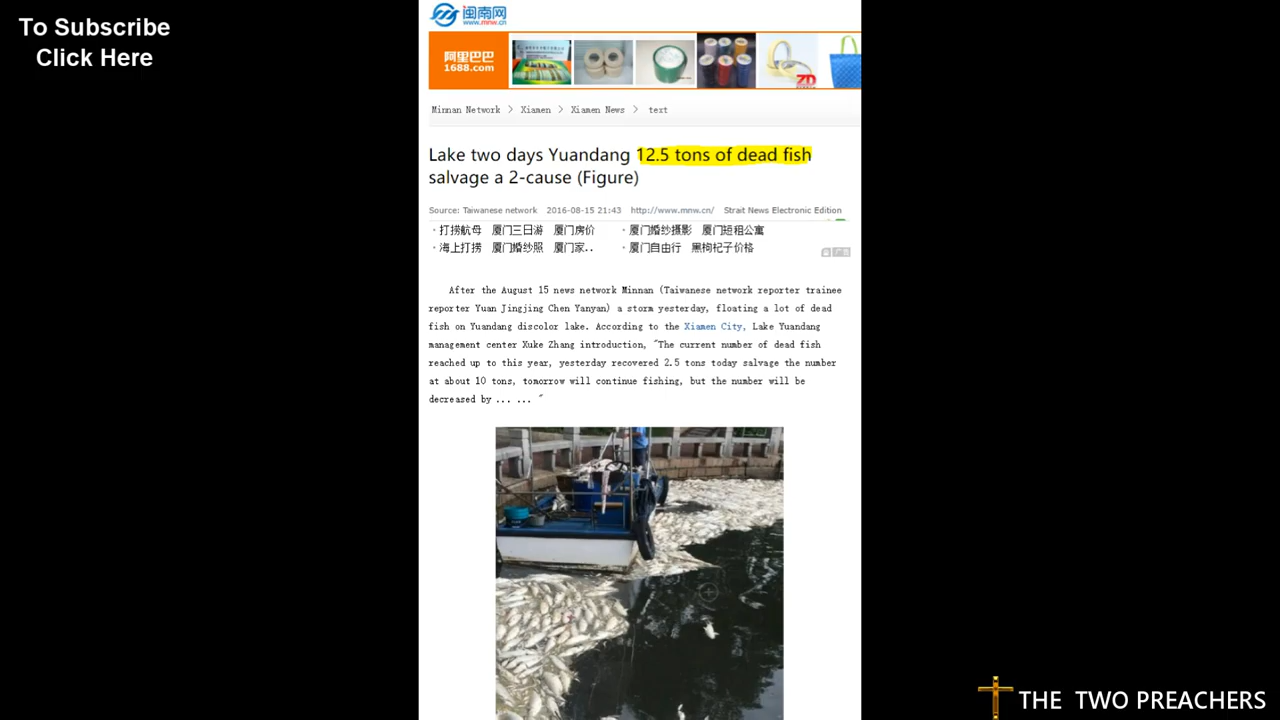 To Subscribe
Click Here
闽南网
www.mnw.cn
阿里巴巴
1688.com
ZD
Minnan Network > Xiamen > Xiamen News > text
Lake two days Yuandang 12.5 tons of dead fish
salvage a 2-cause (Figure)
Source: Taiwanese network 2016-08-15 21:43 http://www.mnw.cn/ Strait News Electronic Edition
·打捞航母 厦门三日游 厦门房价 ·厦门婚纱摄影 厦门短租公寓
·海上打捞 厦门婚纱照 厦门家.. ·厦门自由行 黑枸杞子价格
广告
After the August 15 news network Minnan (Taiwanese network reporter trainee
reporter Yuan Jingjing Chen Yanyan) a storm yesterday, floating a lot of dead
fish on Yuandang discolor lake. According to the Xiamen City, Lake Yuandang
management center Xuke Zhang introduction, "The current number of dead fish
reached up to this year, yesterday recovered 2.5 tons today salvage the number
at about 10 tons, tomorrow will continue fishing, but the number will be
decreased by ... ... "
THE TWO PREACHERS